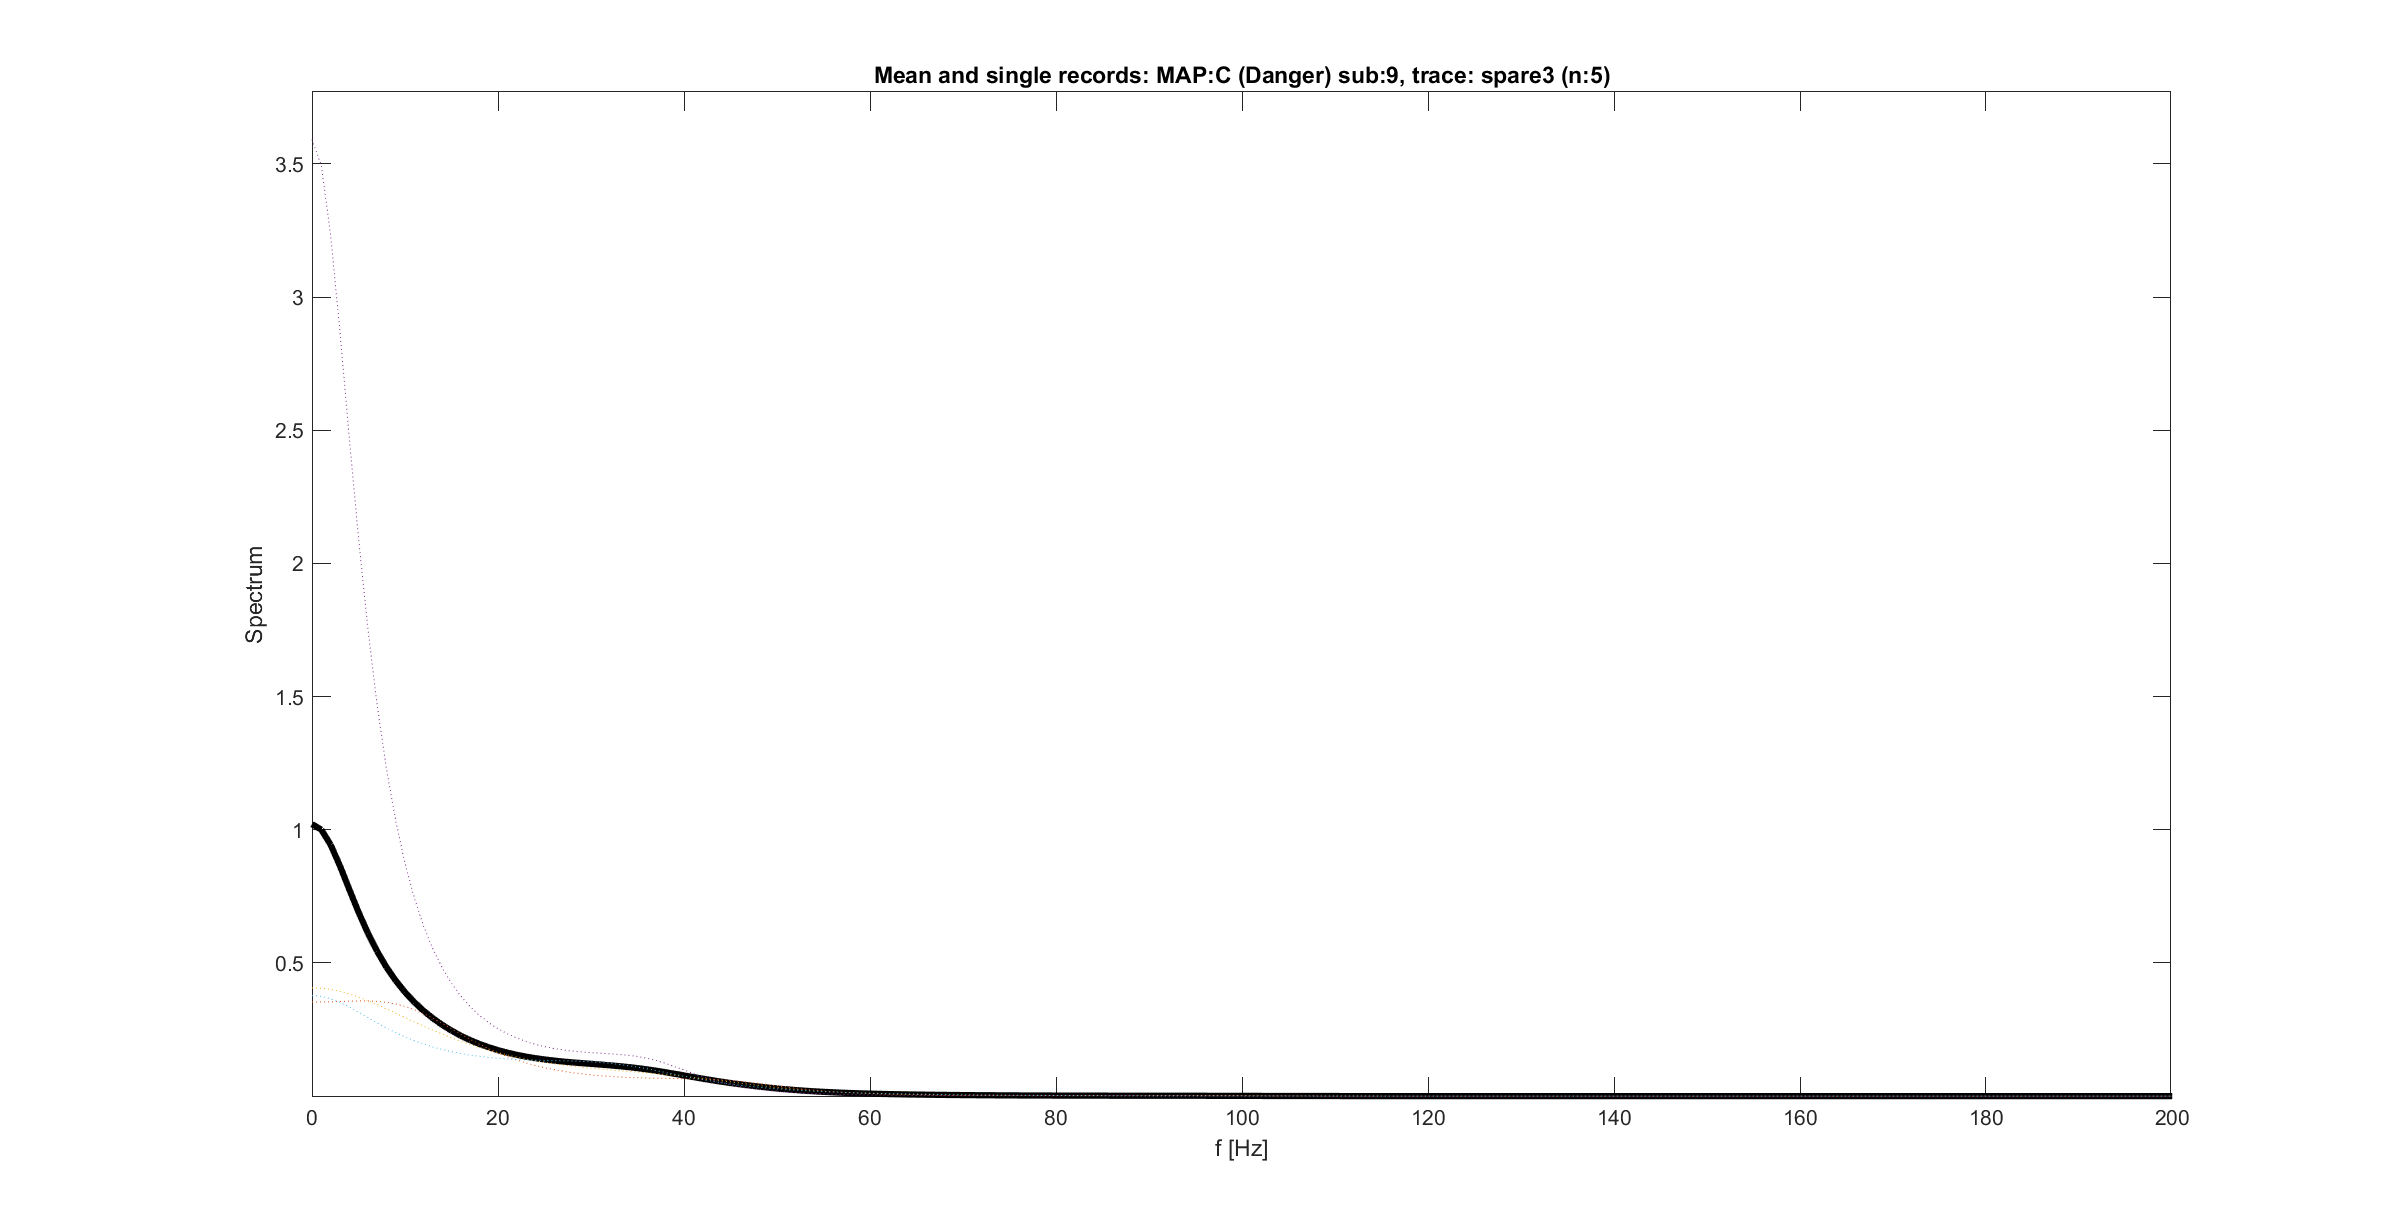 Mean and single records: MAP:C (Danger) sub:9, trace: spare3 (n:5)
3.5
3
2.5
2
1.5
1
0.5
Spectrum
0 20 40 60 80 100 120 140 160 180 200
f [Hz]